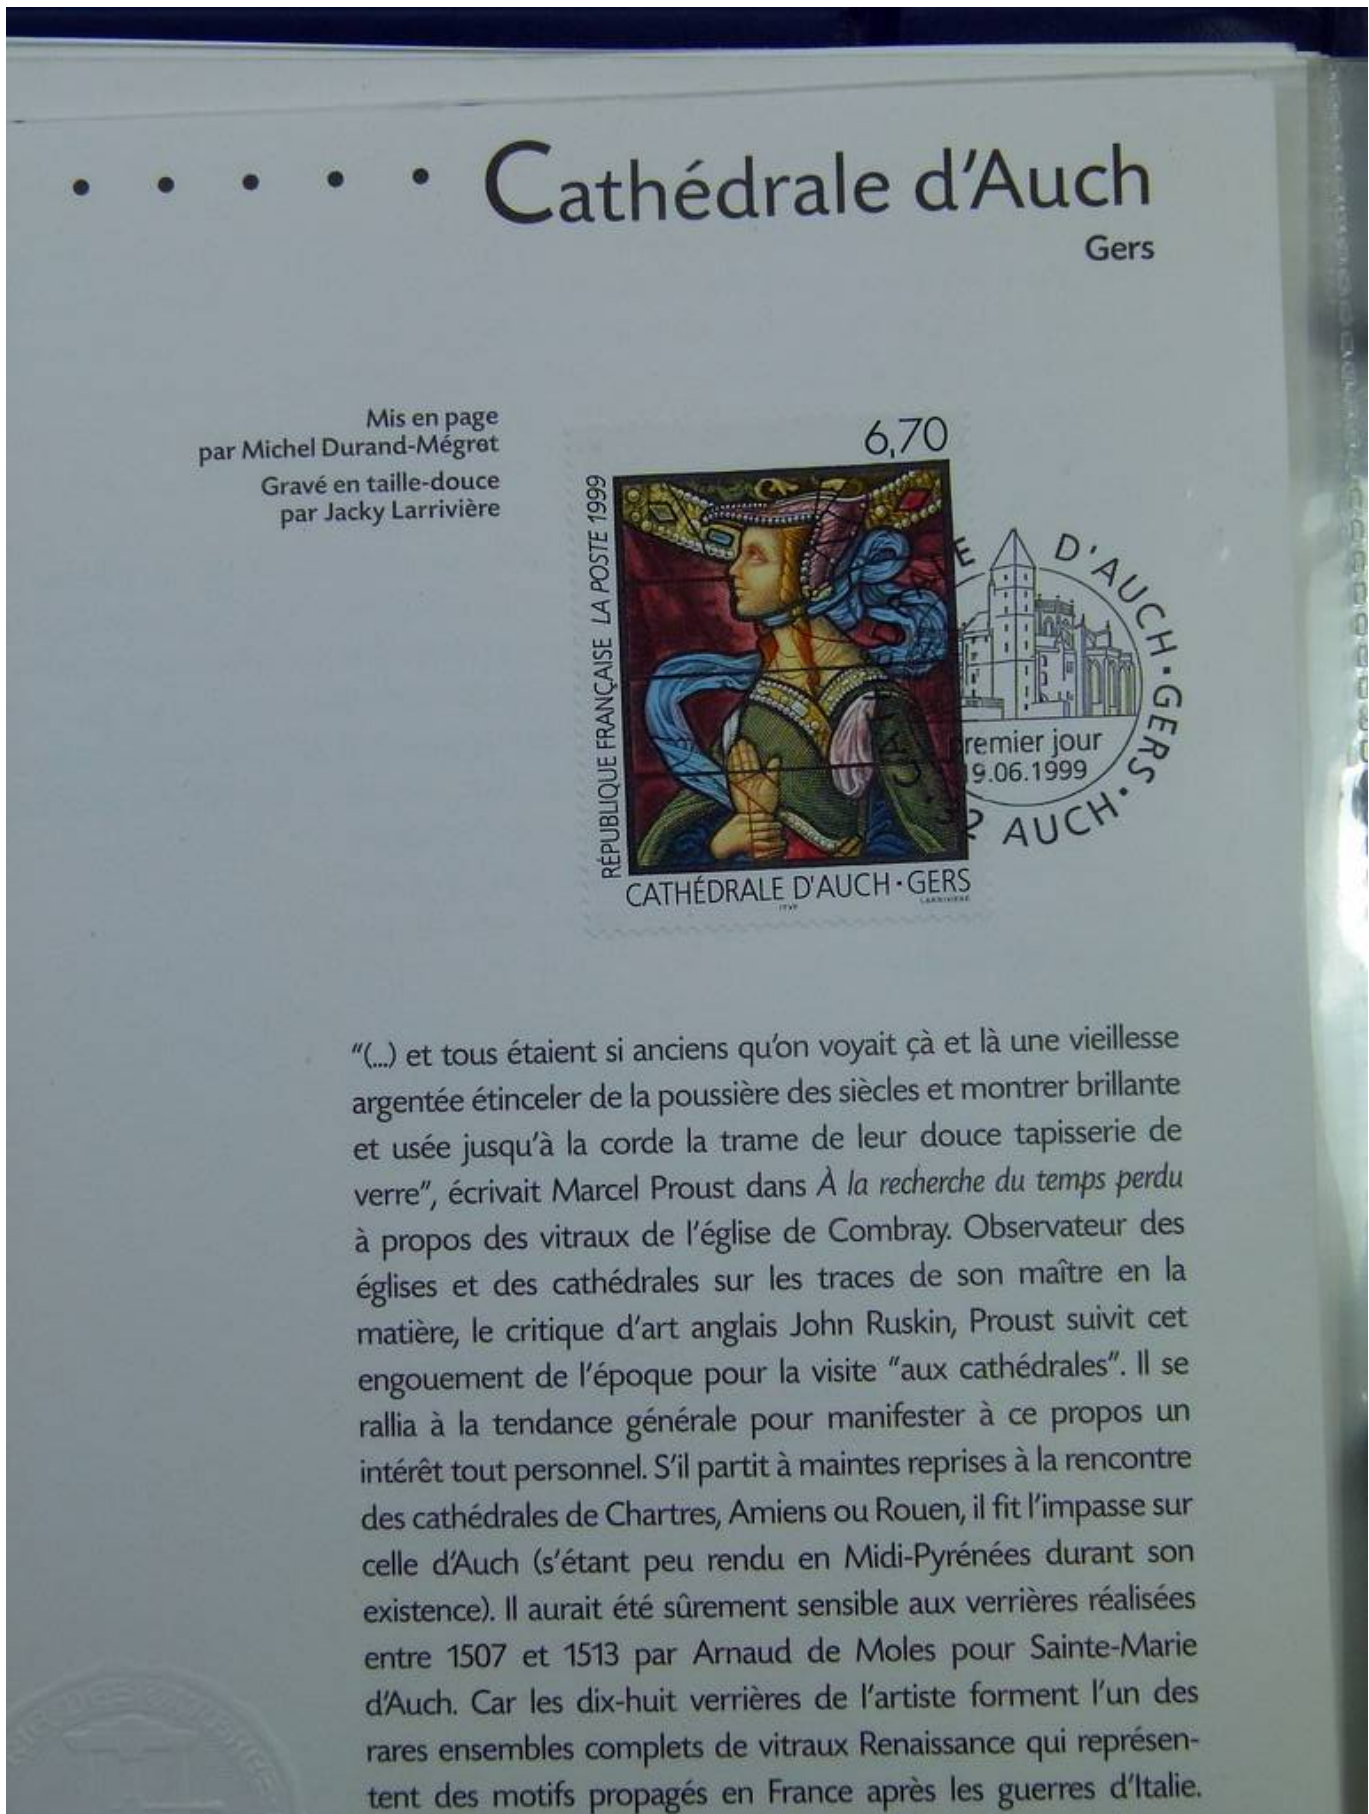 Cathédrale d'Auch
Gers
Mis en page
par Michel Durand-Mégret
Gravé en taille-douce
par Jacky Larrivière
6,70
RÉPUBLIQUE FRANÇAISE LA POSTE 1999
CATHÉDRALE D'AUCH · GERS
ITVF
LARRIVIÈRE
D'AUCH · GERS
premier jour
19.06.1999
AUCH
"(...) et tous étaient si anciens qu'on voyait çà et là une vieillesse
argentée étinceler de la poussière des siècles et montrer brillante
et usée jusqu'à la corde la trame de leur douce tapisserie de
verre", écrivait Marcel Proust dans À la recherche du temps perdu
à propos des vitraux de l'église de Combray. Observateur des
églises et des cathédrales sur les traces de son maître en la
matière, le critique d'art anglais John Ruskin, Proust suivit cet
engouement de l'époque pour la visite "aux cathédrales". Il se
rallia à la tendance générale pour manifester à ce propos un
intérêt tout personnel. S'il partit à maintes reprises à la rencontre
des cathédrales de Chartres, Amiens ou Rouen, il fit l'impasse sur
celle d'Auch (s'étant peu rendu en Midi-Pyrénées durant son
existence). Il aurait été sûrement sensible aux verrières réalisées
entre 1507 et 1513 par Arnaud de Moles pour Sainte-Marie
d'Auch. Car les dix-huit verrières de l'artiste forment l'un des
rares ensembles complets de vitraux Renaissance qui représen-
tent des motifs propagés en France après les guerres d'Italie.